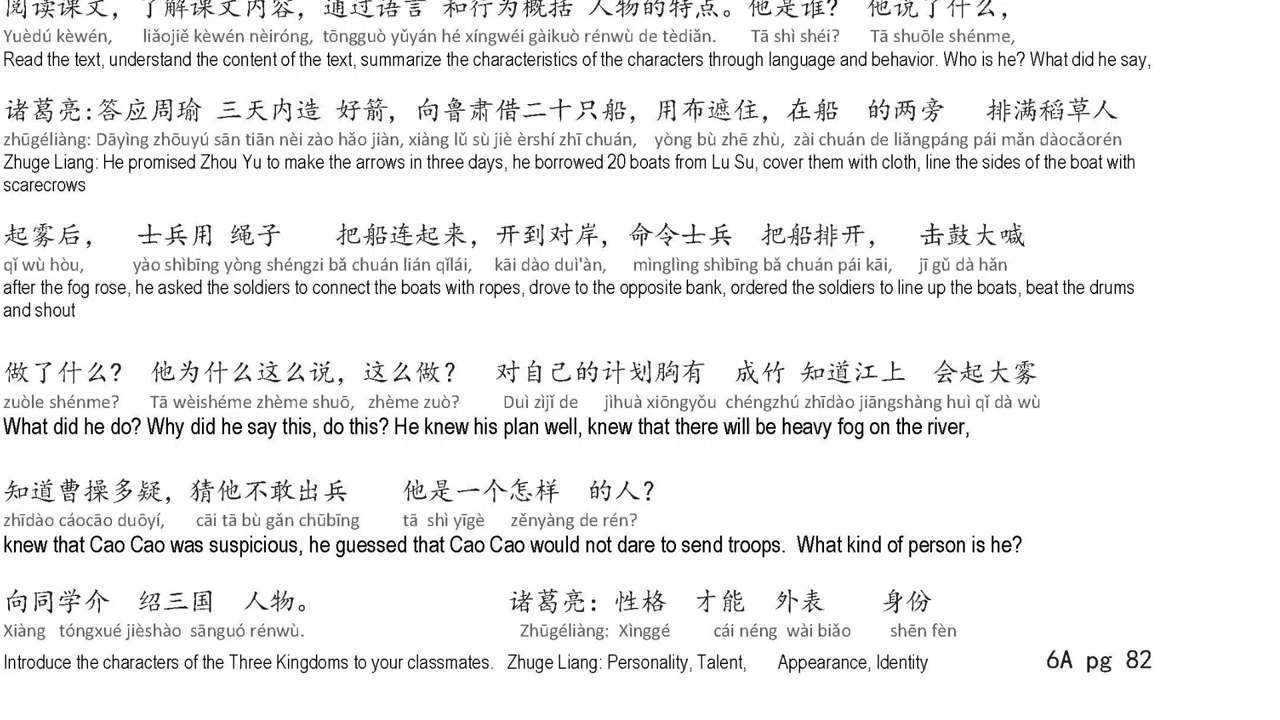 阅读课文，了解课文内容，通过语言 和行为概括 人物的特点。他是谁？ 他说了什么，
Yuèdú kèwén, liǎojiě kèwén nèiróng, tōngguò yǔyán hé xíngwéi gàikuò rénwù de tèdiǎn. Tā shì shéi? Tā shuōle shénme,
Read the text, understand the content of the text, summarize the characteristics of the characters through language and behavior. Who is he? What did he say,
诸葛亮:答应周瑜 三天内造 好箭，向鲁肃借二十只船，用布遮住，在船 的两旁 排满稻草人
zhūgéliàng: Dāyìng zhōuyú sān tiān nèi zào hǎo jiàn, xiàng lǔ sù jiè èrshí zhī chuán, yòng bù zhē zhù, zài chuán de liǎngpáng pái mǎn dàocǎorén
Zhuge Liang: He promised Zhou Yu to make the arrows in three days, he borrowed 20 boats from Lu Su, cover them with cloth, line the sides of the boat with
scarecrows
起雾后， 士兵用 绳子 把船连起来，开到对岸，命令士兵 把船排开， 击鼓大喊
qǐ wù hòu, yào shìbīng yòng shéngzi bǎ chuán lián qǐlái, kāi dào duì'àn, mìnglìng shìbīng bǎ chuán pái kāi, jī gǔ dà hǎn
after the fog rose, he asked the soldiers to connect the boats with ropes, drove to the opposite bank, ordered the soldiers to line up the boats, beat the drums
and shout
做了什么？ 他为什么这么说，这么做？ 对自己的计划胸有 成竹 知道江上 会起大雾
zuòle shénme? Tā wèishéme zhème shuō, zhème zuò? Duì zìjǐ de jìhuà xiōngyǒu chéngzhú zhīdào jiāngshàng huì qǐ dà wù
What did he do? Why did he say this, do this? He knew his plan well, knew that there will be heavy fog on the river,
知道曹操多疑，猜他不敢出兵 他是一个怎样 的人？
zhīdào cáocāo duōyí, cāi tā bù gǎn chūbīng tā shì yīgè zěnyàng de rén?
knew that Cao Cao was suspicious, he guessed that Cao Cao would not dare to send troops. What kind of person is he?
向同学介 绍三国 人物。 诸葛亮：性格 才能 外表 身份
Xiàng tóngxué jièshào sānguó rénwù. Zhūgéliàng: Xìnggé cái néng wài biǎo shēn fèn
Introduce the characters of the Three Kingdoms to your classmates. Zhuge Liang: Personality, Talent, Appearance, Identity
6A pg 82